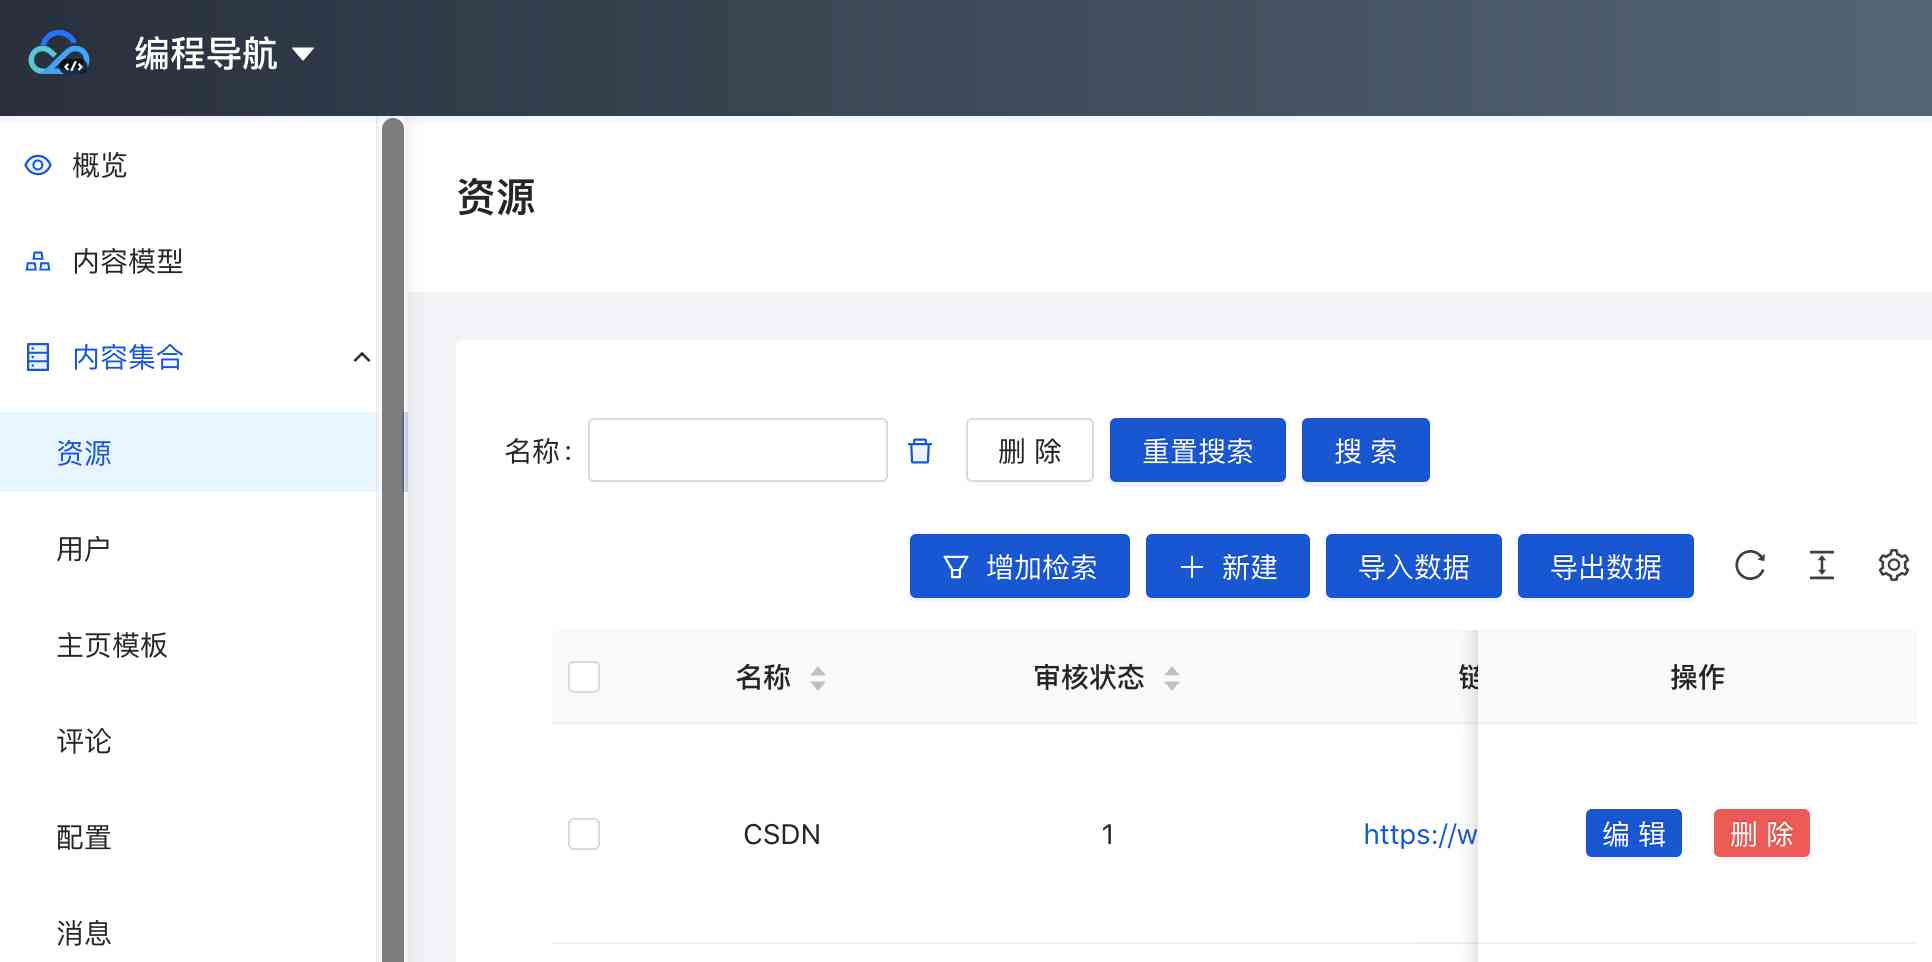 编程导航
概览
内容模型
内容集合
资源
用户
主页模板
评论
配置
消息
资源
名称: 删 除 重置搜索 搜 索
增加检索 新建 导入数据 导出数据
名称 审核状态 链 操作
CSDN 1 https://w 编 辑 删 除